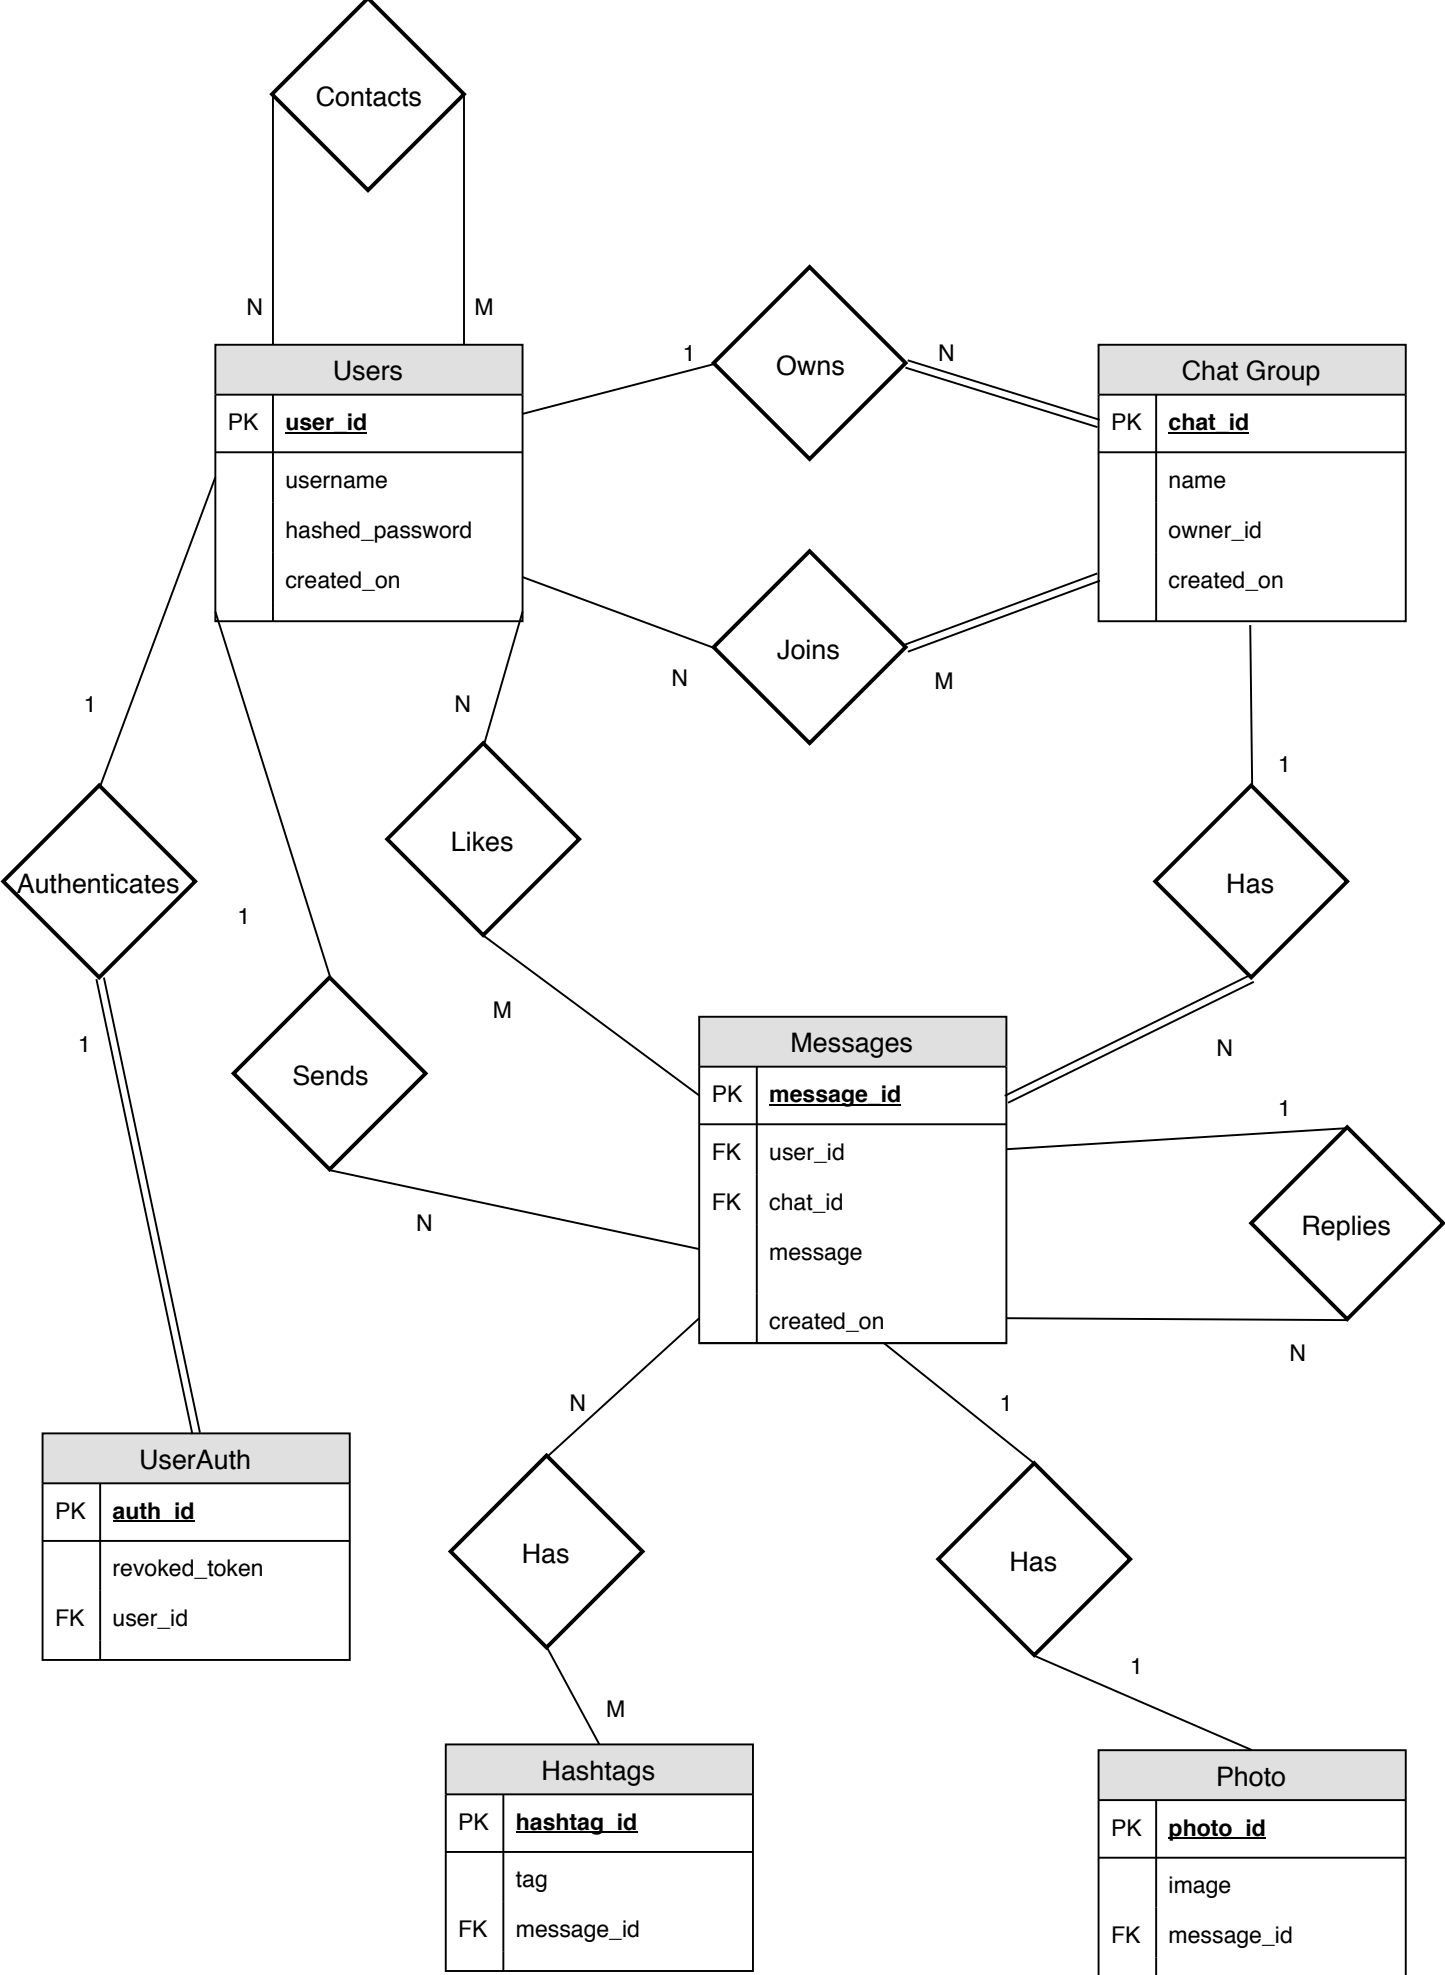 Contacts
N
M
Users
PK user_id
username
hashed_password
created_on
1
Owns
N
Chat Group
PK chat_id
name
owner_id
created_on
N
Joins
M
1
Authenticates
1
N
Likes
M
1
Sends
N
1
Has
N
Messages
PK message_id
FK user_id
FK chat_id
message
created_on
1
Replies
N
UserAuth
PK auth_id
revoked_token
FK user_id
N
Has
M
1
Has
1
Hashtags
PK hashtag_id
tag
FK message_id
Photo
PK photo_id
image
FK message_id